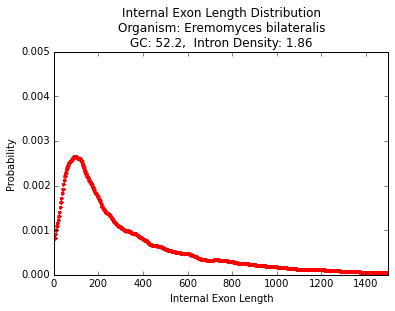 Internal Exon Length Distribution
Organism: Eremomyces bilateralis
GC: 52.2,  Intron Density: 1.86
0.005
0.004
0.003
0.002
0.001
0.000
Probability
0 200 400 600 800 1000 1200 1400
Internal Exon Length